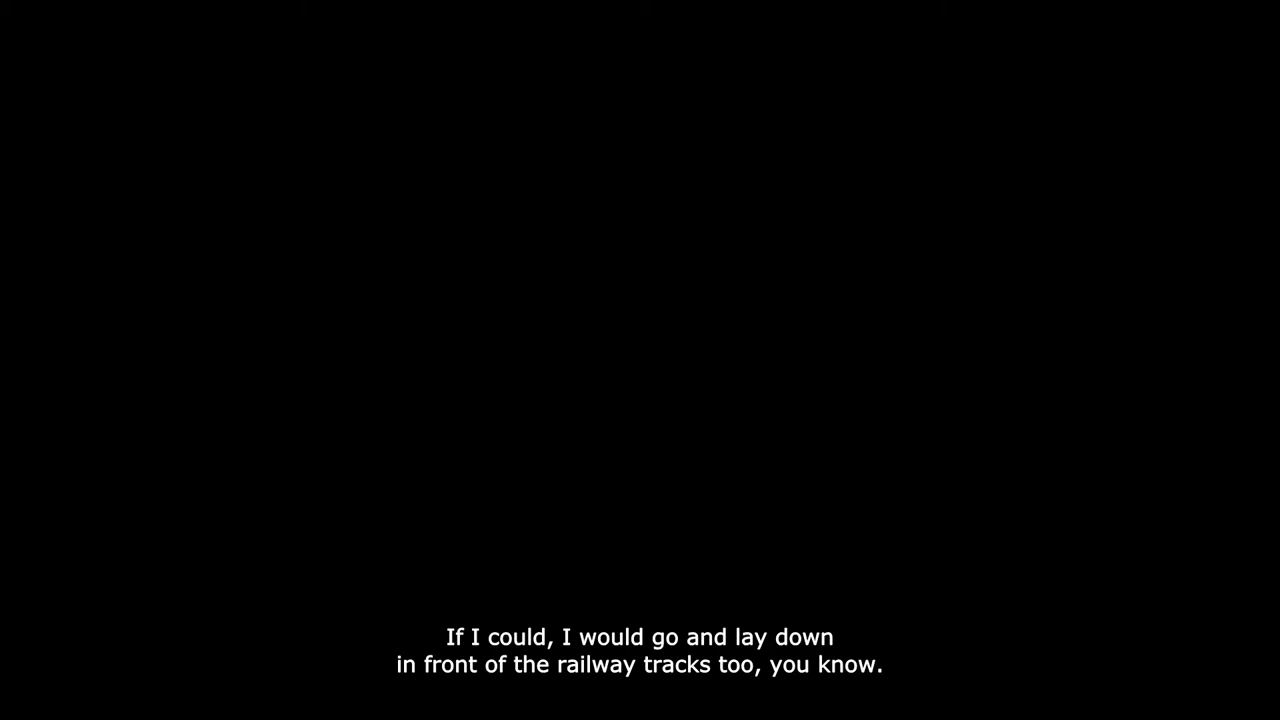 If I could, I would go and lay down
in front of the railway tracks too, you know.